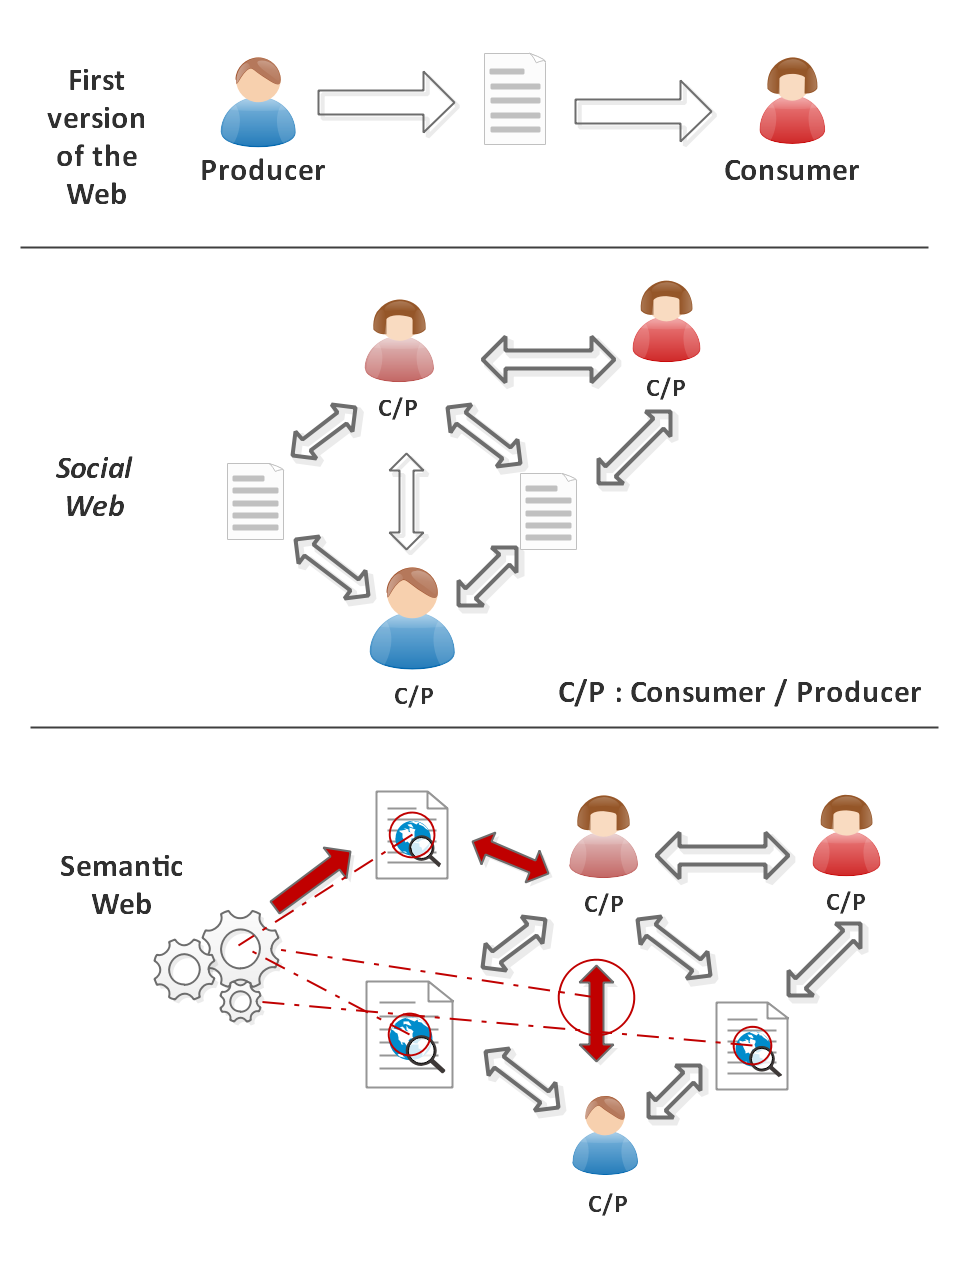 First
version
of the
Web
Producer
Consumer
C/P
C/P
Social
Web
C/P
C/P : Consumer / Producer
Semantic
Web
C/P
C/P
C/P